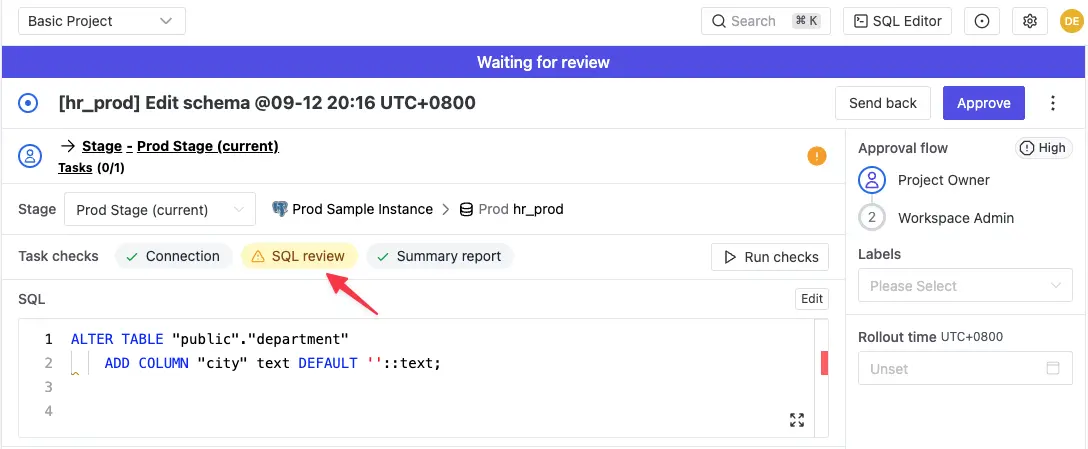 Basic Project
Search ⌘ K
SQL Editor
DE
Waiting for review
[hr_prod] Edit schema @09-12 20:16 UTC+0800
Send back
Approve
→ Stage - Prod Stage (current)
Tasks (0/1)
Stage
Prod Stage (current)
Prod Sample Instance > Prod hr_prod
Task checks
Connection
SQL review
Summary report
Run checks
SQL
Edit
1 ALTER TABLE "public"."department"
2 ADD COLUMN "city" text DEFAULT ''::text;
3
4
Approval flow
High
Project Owner
2 Workspace Admin
Labels
Please Select
Rollout time UTC+0800
Unset